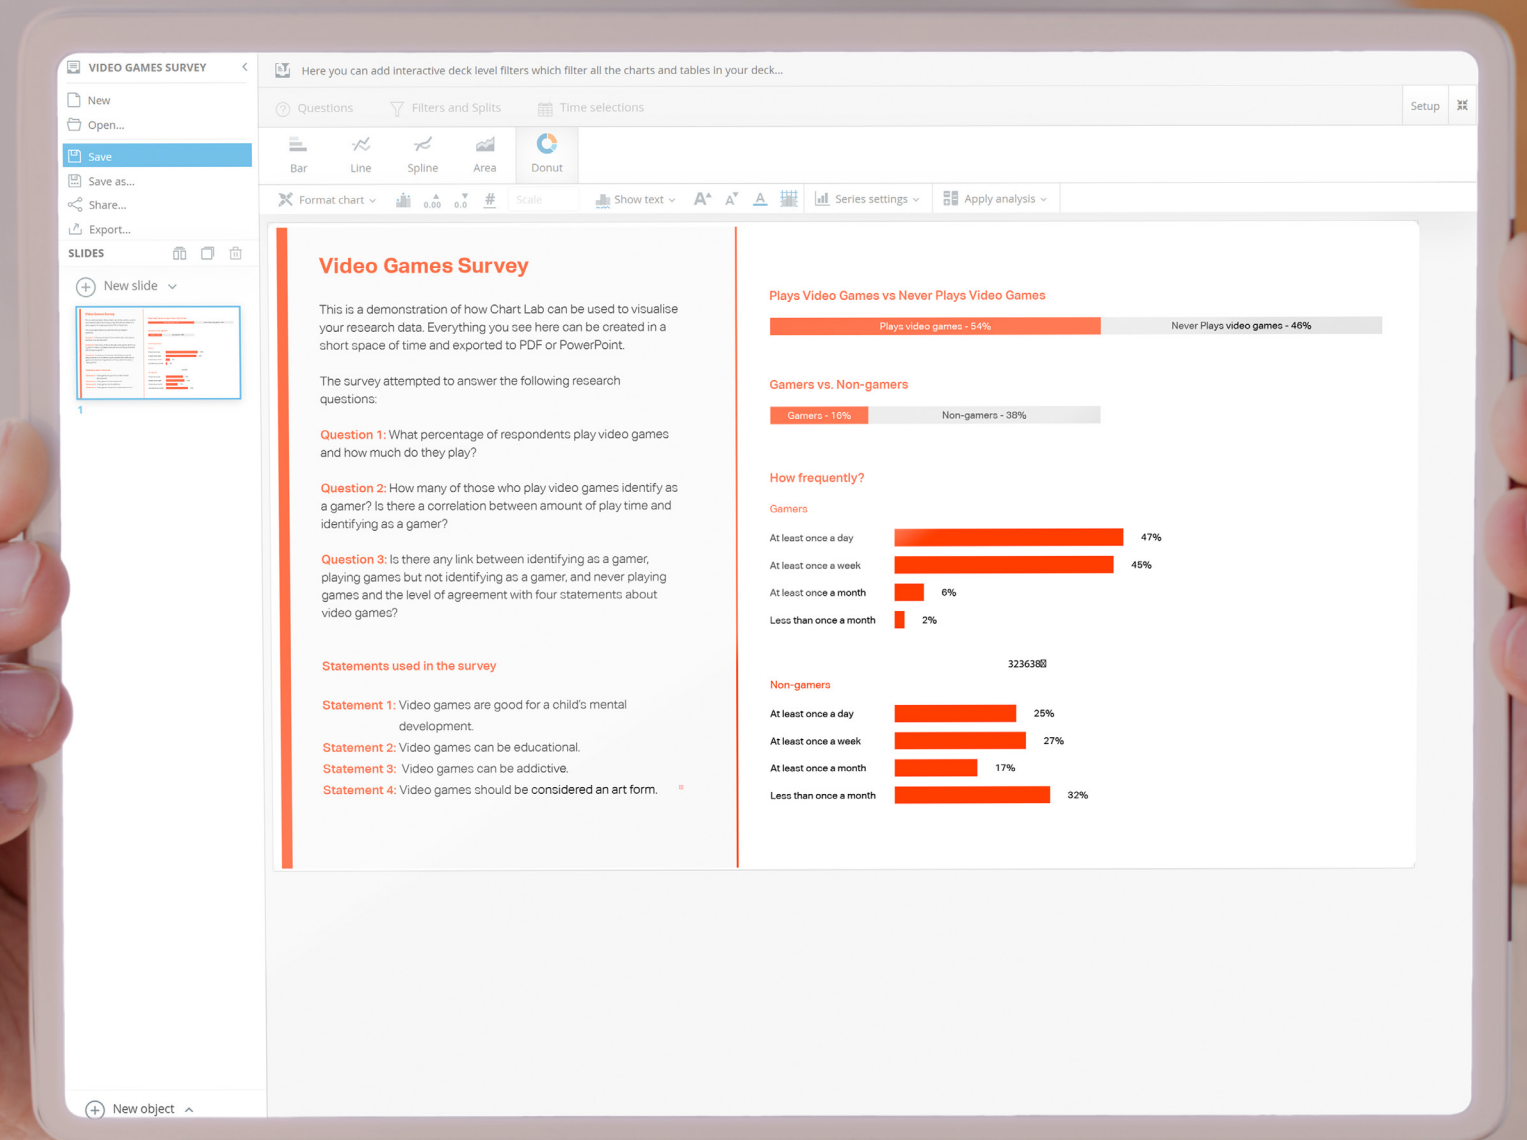 VIDEO GAMES SURVEY
New
Open...
Save
Save as...
Share...
Export...
SLIDES
New slide
1
New object
Here you can add interactive deck level filters which filter all the charts and tables in your deck...
Questions
Filters and Splits
Time selections
Setup
Bar
Line
Spline
Area
Donut
Format chart
0.00
0.0
#
Scale
Show text
A
A
A
Series settings
Apply analysis
Video Games Survey
This is a demonstration of how Chart Lab can be used to visualise
your research data. Everything you see here can be created in a
short space of time and exported to PDF or PowerPoint.
The survey attempted to answer the following research
questions:
Question 1: What percentage of respondents play video games
and how much do they play?
Question 2: How many of those who play video games identify as
a gamer? Is there a correlation between amount of play time and
identifying as a gamer?
Question 3: Is there any link between identifying as a gamer,
playing games but not identifying as a gamer, and never playing
games and the level of agreement with four statements about
video games?
Statements used in the survey
Statement 1: Video games are good for a child's mental
development.
Statement 2: Video games can be educational.
Statement 3: Video games can be addictive.
Statement 4: Video games should be considered an art form.
Plays Video Games vs Never Plays Video Games
Plays video games - 54%
Never Plays video games - 46%
Gamers vs. Non-gamers
Gamers - 16%
Non-gamers - 38%
How frequently?
Gamers
At least once a day 47%
At least once a week 45%
At least once a month 6%
Less than once a month 2%
323638
Non-gamers
At least once a day 25%
At least once a week 27%
At least once a month 17%
Less than once a month 32%